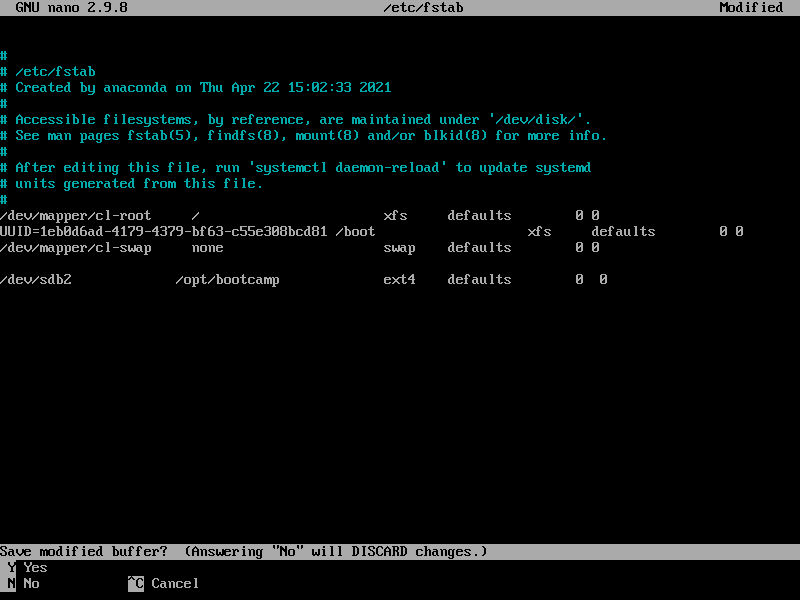 GNU nano 2.9.8 /etc/fstab Modified
#
# /etc/fstab
# Created by anaconda on Thu Apr 22 15:02:33 2021
#
# Accessible filesystems, by reference, are maintained under '/dev/disk/'.
# See man pages fstab(5), findfs(8), mount(8) and/or blkid(8) for more info.
#
# After editing this file, run 'systemctl daemon-reload' to update systemd
# units generated from this file.
#
/dev/mapper/cl-root / xfs defaults 0 0
UUID=1eb0d6ad-4179-4379-bf63-c55e308bcd81 /boot xfs defaults 0 0
/dev/mapper/cl-swap none swap defaults 0 0
/dev/sdb2 /opt/bootcamp ext4 defaults 0 0
Save modified buffer? (Answering "No" will DISCARD changes.)
Y Yes
N No ^C Cancel